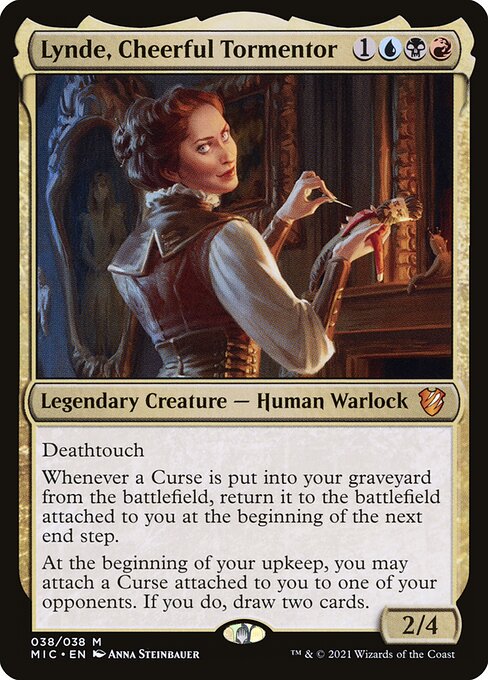 Lynde, Cheerful Tormentor 1
Legendary Creature — Human Warlock
Deathtouch
Whenever a Curse is put into your graveyard
from the battlefield, return it to the battlefield
attached to you at the beginning of the next
end step.
At the beginning of your upkeep, you may
attach a Curse attached to you to one of your
opponents. If you do, draw two cards.
2/4
038/038 M
MIC • EN Anna Steinbauer
™ & © 2021 Wizards of the Coast